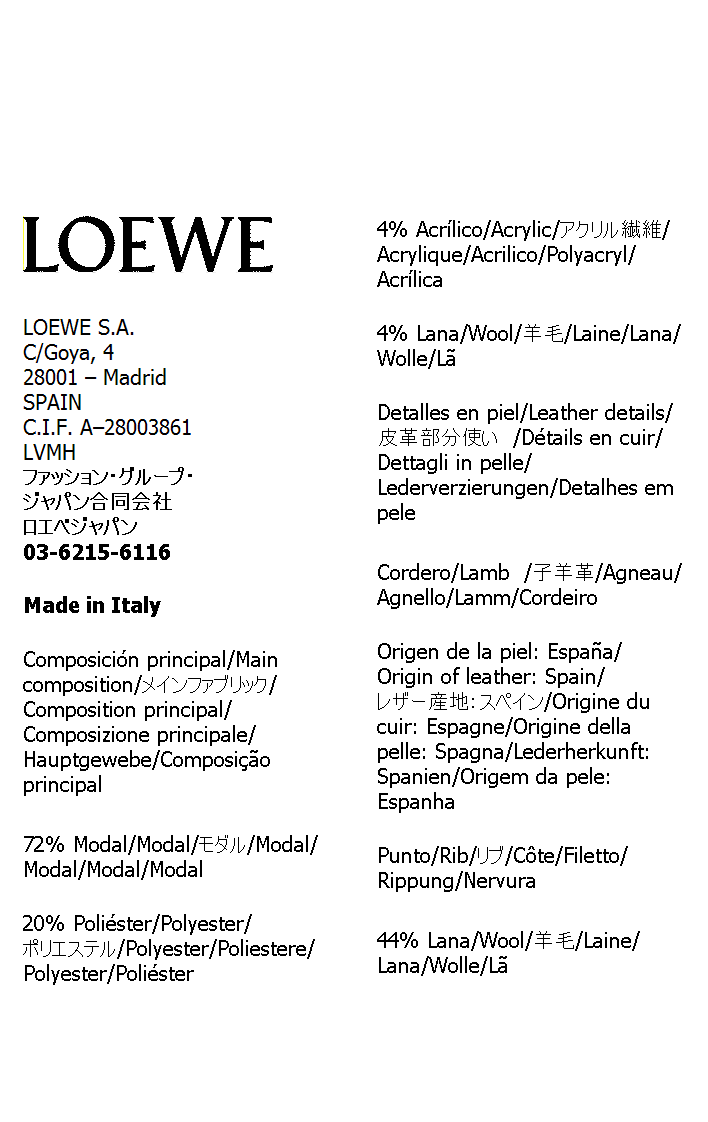 LOEWE
LOEWE S.A.
C/Goya, 4
28001 – Madrid
SPAIN
C.I.F. A–28003861
LVMH
ファッション・グループ・
ジャパン合同会社
ロエベジャパン
03-6215-6116
Made in Italy
Composición principal/Main
composition/メインファブリック/
Composition principal/
Composizione principale/
Hauptgewebe/Composição
principal
72% Modal/Modal/モダル/Modal/
Modal/Modal/Modal
20% Poliéster/Polyester/
ポリエステル/Polyester/Poliestere/
Polyester/Poliéster
4% Acrílico/Acrylic/アクリル繊維/
Acrylique/Acrilico/Polyacryl/
Acrílica
4% Lana/Wool/羊毛/Laine/Lana/
Wolle/Lã
Detalles en piel/Leather details/
皮革部分使い /Détails en cuir/
Dettagli in pelle/
Lederverzierungen/Detalhes em
pele
Cordero/Lamb /子羊革/Agneau/
Agnello/Lamm/Cordeiro
Origen de la piel: España/
Origin of leather: Spain/
レザー産地：スペイン/Origine du
cuir: Espagne/Origine della
pelle: Spagna/Lederherkunft:
Spanien/Origem da pele:
Espanha
Punto/Rib/リブ/Côte/Filetto/
Rippung/Nervura
44% Lana/Wool/羊毛/Laine/
Lana/Wolle/Lã